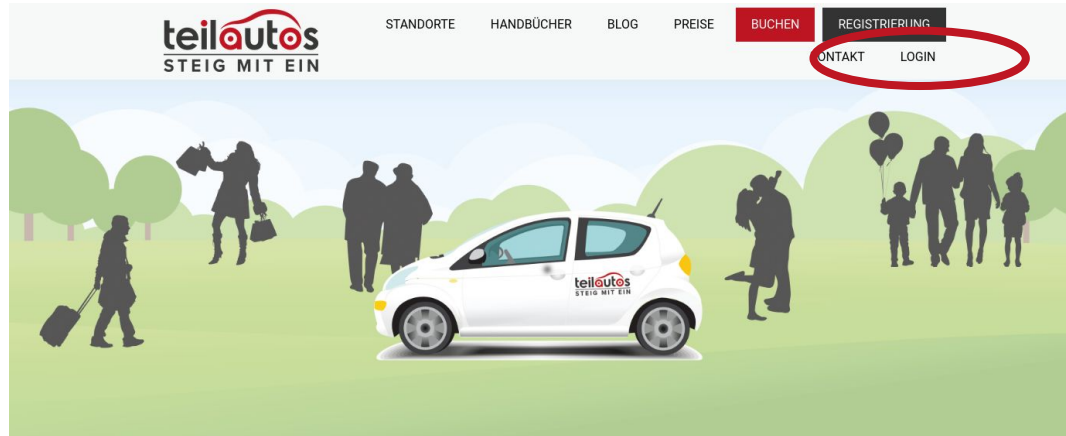 teilautos
STEIG MIT EIN
STANDORTE HANDBÜCHER BLOG PREISE BUCHEN REGISTRIERUNG
ONTAKT LOGIN
teilautos
STEIG MIT EIN